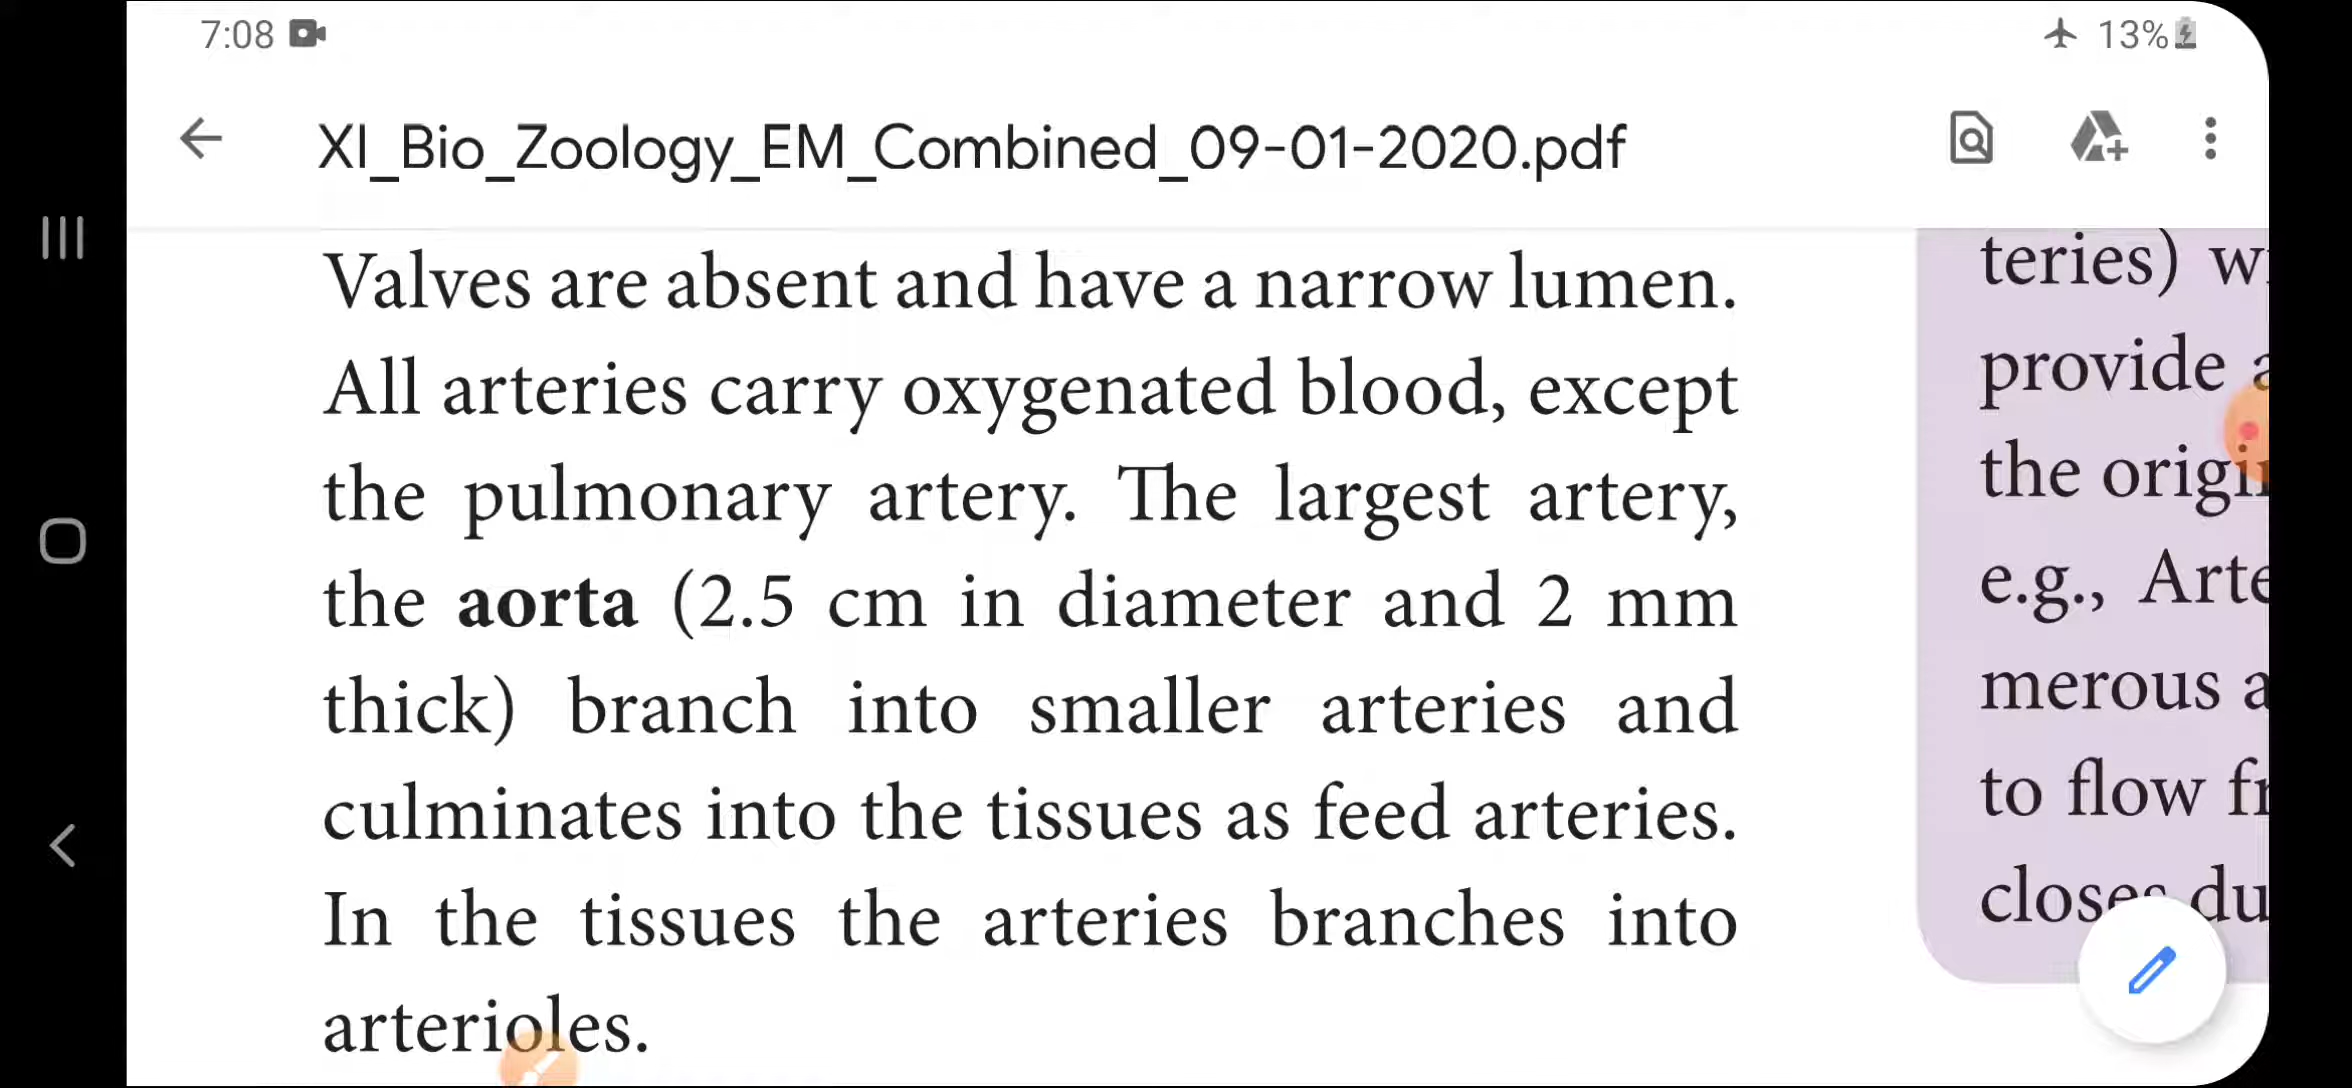 7:08
13%
XI_Bio_Zoology_EM_Combined_09-01-2020.pdf
Valves are absent and have a narrow lumen.
All arteries carry oxygenated blood, except
the pulmonary artery. The largest artery,
the aorta (2.5 cm in diameter and 2 mm
thick) branch into smaller arteries and
culminates into the tissues as feed arteries.
In the tissues the arteries branches into
arterioles.
teries)
provide
the
e.g.,
merous
to flow